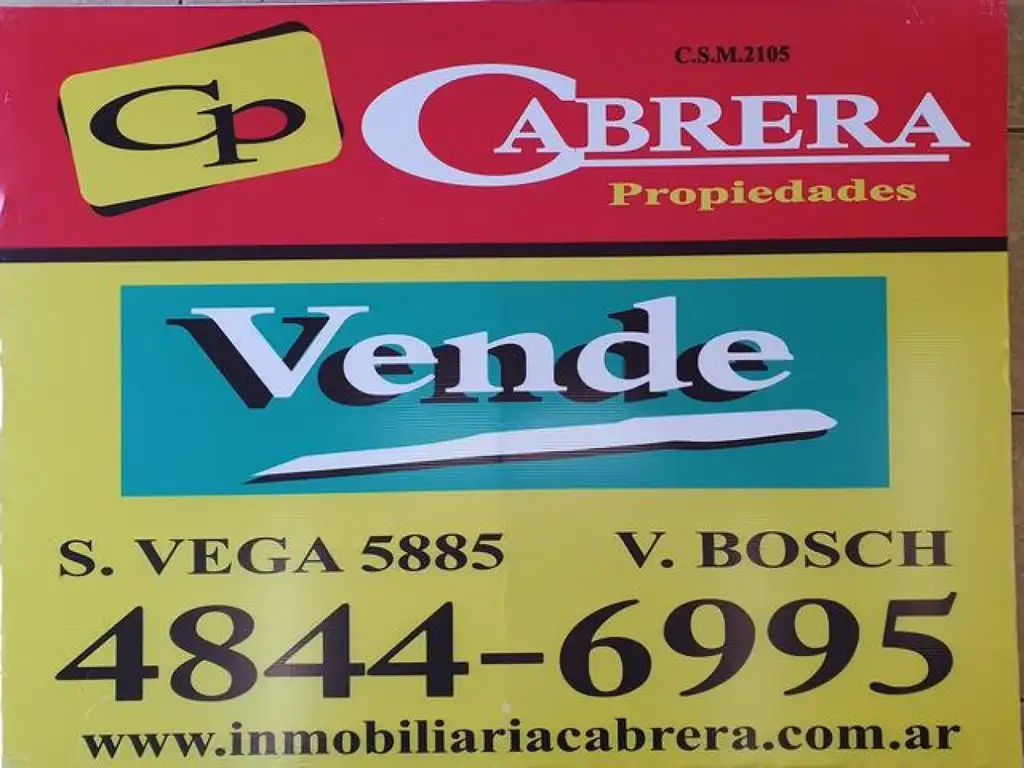 C.S.M.2105
Cp CABRERA
Propiedades
Vende
S. VEGA 5885 V. BOSCH
4844-6995
www.inmobiliariacabrera.com.ar